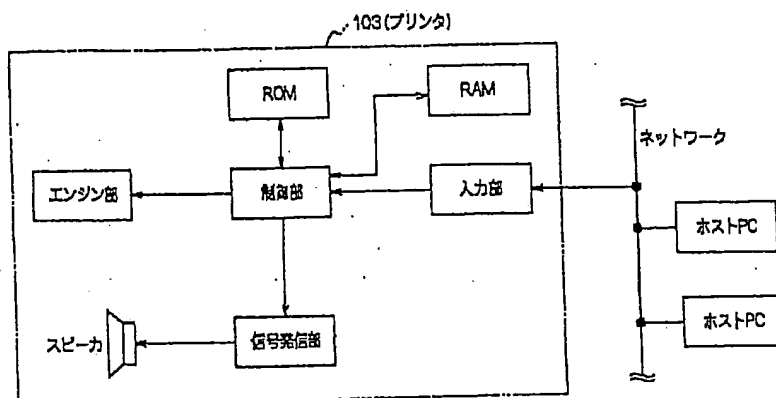 103(プリンタ)
ROM
RAM
ネットワーク
エンジン部
制御部
入力部
ホストPC
ホストPC
スピーカ
信号発信部